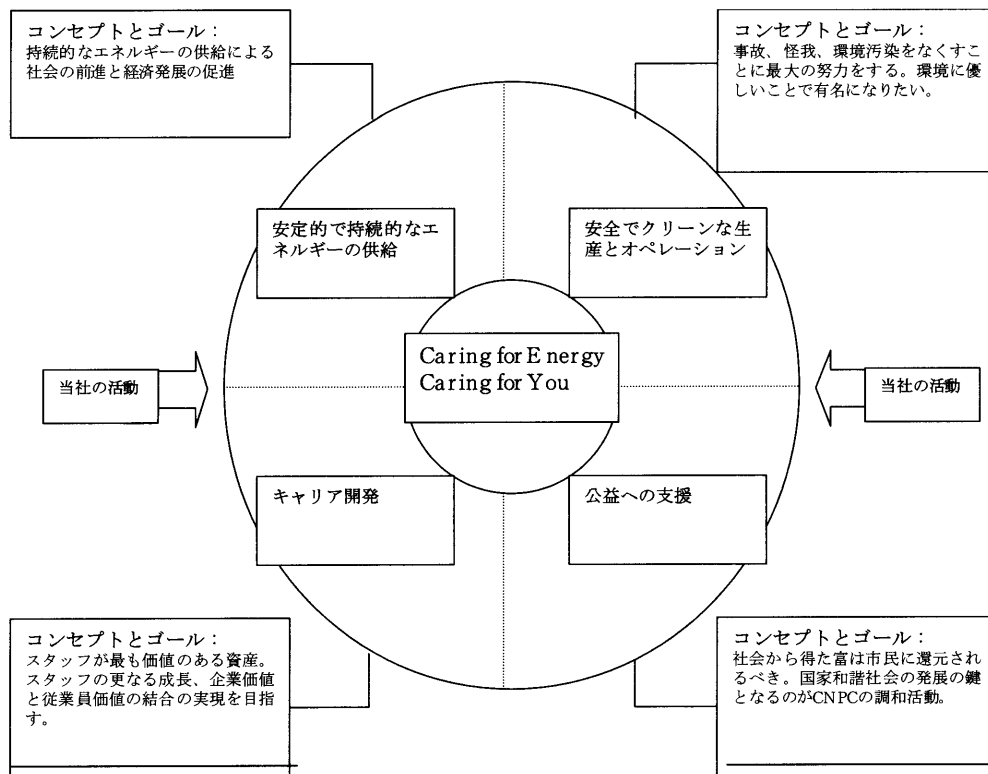 コンセプトとゴール：
持続的なエネルギーの供給による
社会の前進と経済発展の促進
コンセプトとゴール：
事故、怪我、環境汚染をなくすこ
とに最大の努力をする。環境に優
しいことで有名になりたい。
安定的で持続的なエ
ネルギーの供給
安全でクリーンな生
産とオペレーション
Caring for Energy
Caring for You
当社の活動
当社の活動
キャリア開発
公益への支援
コンセプトとゴール：
スタッフが最も価値のある資産。
スタッフの更なる成長、企業価値
と従業員価値の結合の実現を目指
す。
コンセプトとゴール：
社会から得た富は市民に還元され
るべき。国家和諧社会の発展の鍵
となるのがCNPCの調和活動。